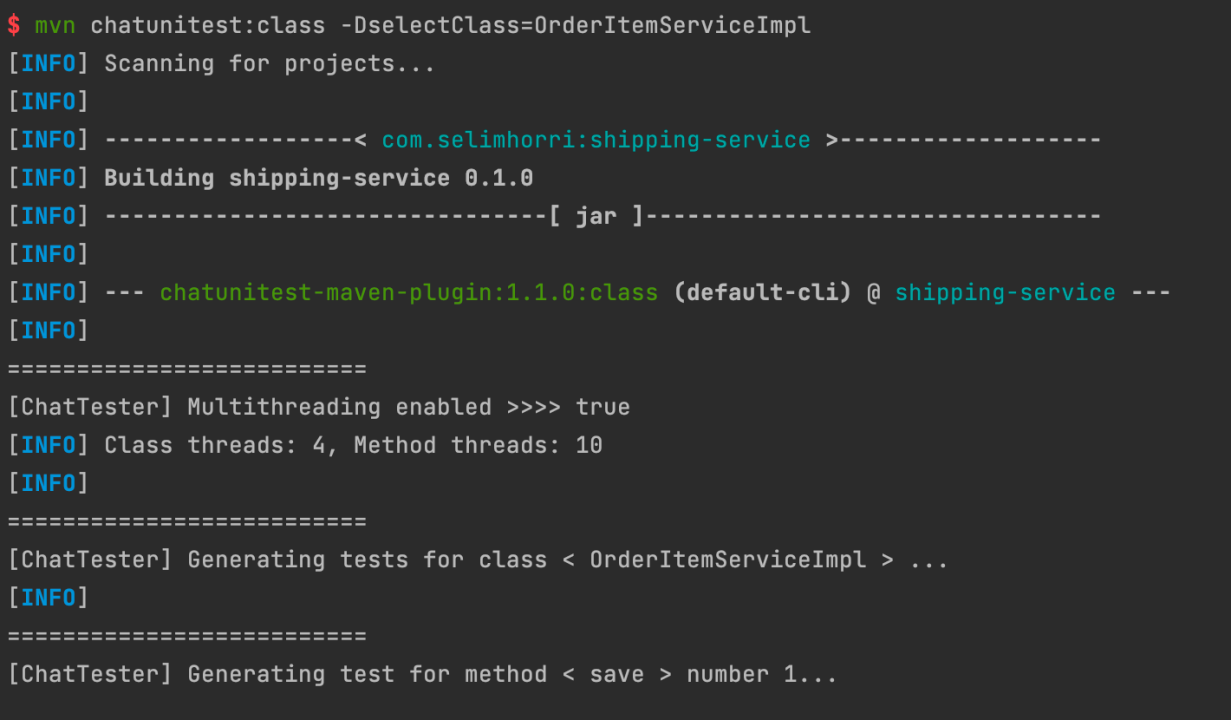 $ mvn chatunitest:class -DselectClass=OrderItemServiceImpl
[INFO] Scanning for projects...
[INFO]
[INFO] ------------------< com.selimhorri:shipping-service >-------------------
[INFO] Building shipping-service 0.1.0
[INFO] --------------------------------[ jar ]---------------------------------
[INFO]
[INFO] --- chatunitest-maven-plugin:1.1.0:class (default-cli) @ shipping-service ---
[INFO]
==========================
[ChatTester] Multithreading enabled >>>> true
[INFO] Class threads: 4, Method threads: 10
[INFO]
==========================
[ChatTester] Generating tests for class < OrderItemServiceImpl > ...
[INFO]
==========================
[ChatTester] Generating test for method < save > number 1...